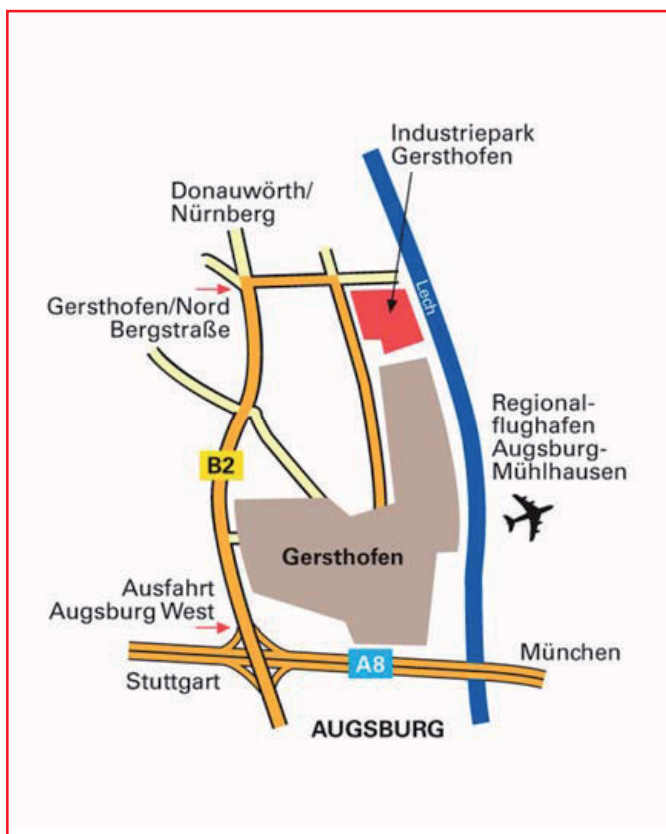 Industriepark
Gersthofen
Donauwörth/
Nürnberg
Lech
Gersthofen/Nord
Bergstraße
Regional-
flughafen
Augsburg-
Mühlhausen
B2
Gersthofen
Ausfahrt
Augsburg West
München
A8
Stuttgart
AUGSBURG